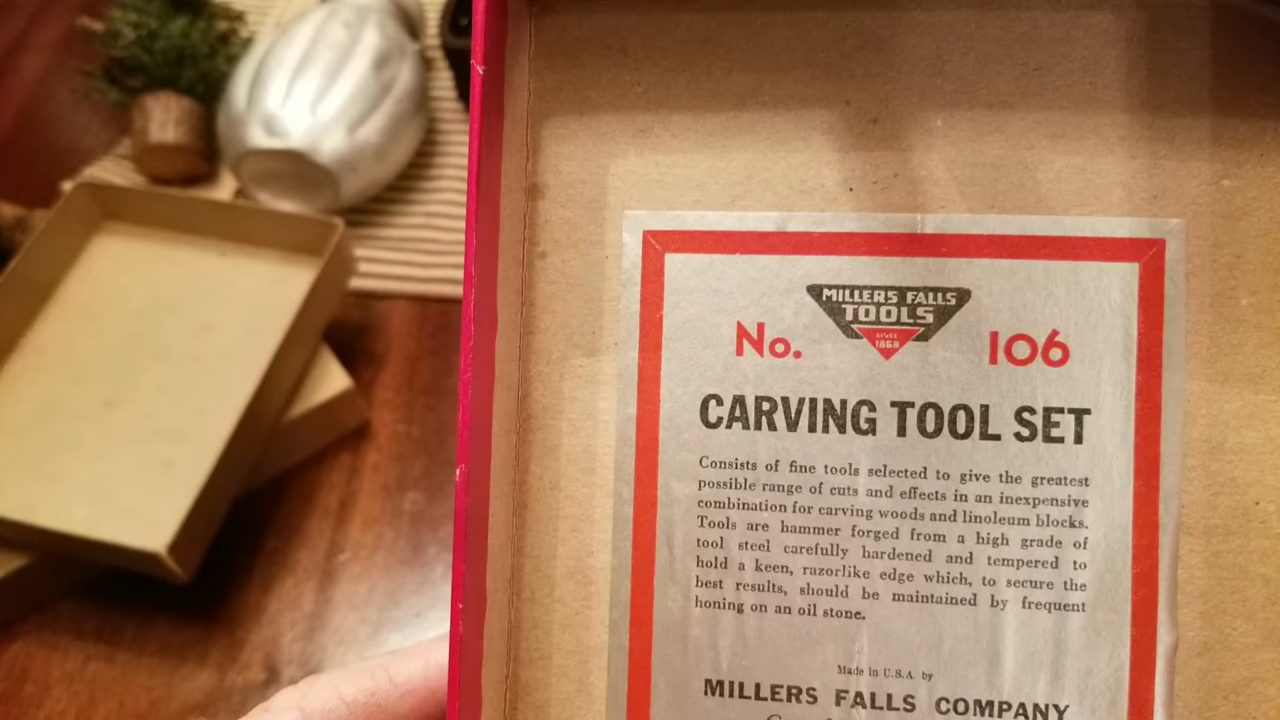 MILLERS FALLS
TOOLS
SINCE
1868
No. 106
CARVING TOOL SET
Consists of fine tools selected to give the greatest
possible range of cuts and effects in an inexpensive
combination for carving woods and linoleum blocks.
Tools are hammer forged from a high grade of
tool steel carefully hardened and tempered to
hold a keen, razorlike edge which, to secure the
best results, should be maintained by frequent
honing on an oil stone.
Made in U.S.A. by
MILLERS FALLS COMPANY